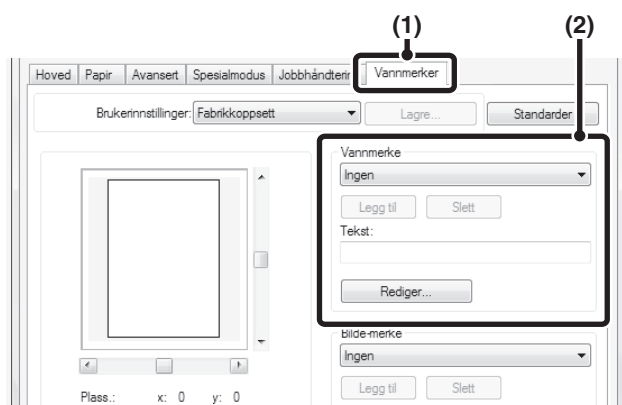 (1) (2)
Hoved Papir Avansert Spesialmodus Jobbhåndterir Vannmerker
Brukerinnstillinger: Fabrikkoppsett Lagre... Standarder
Vannmerke
Ingen
Legg til Slett
Tekst:
Rediger...
Bilde-merke
Ingen
Legg til Slett
Plass.: x: 0 y: 0